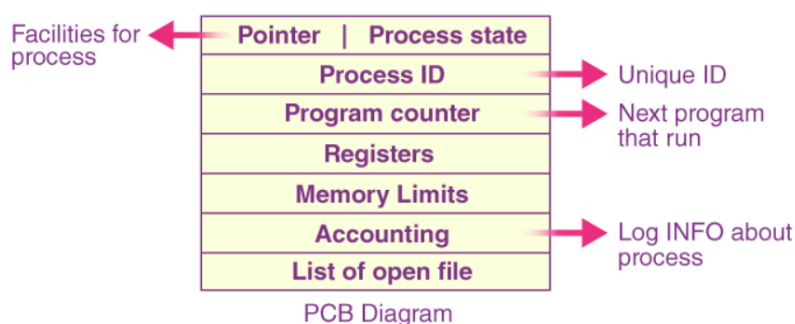 Facilities for
process
Pointer | Process state
Process ID
Unique ID
Program counter
Next program
that run
Registers
Memory Limits
Accounting
Log INFO about
process
List of open file
PCB Diagram